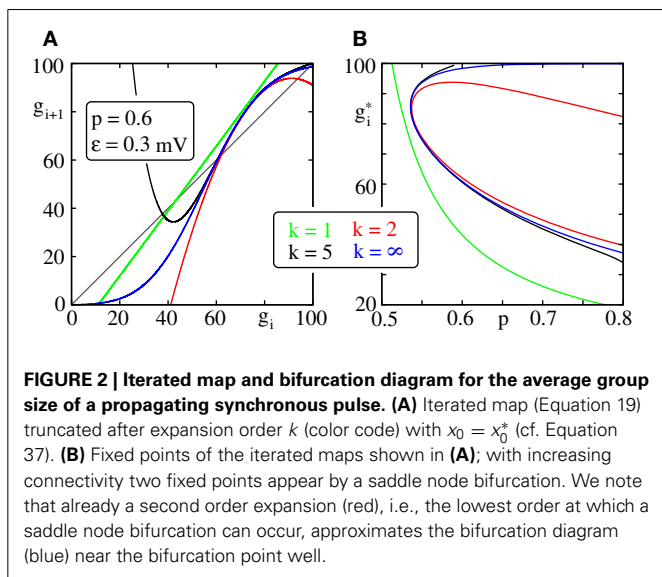 A
B
100
g_{i+1}
80
60
40
20
0
p = 0.6
ε = 0.3 mV
0 20 40 60 g_i 100
100
g_i^*
60
20
0.5 0.6 p 0.7 0.8
k = 1 k = 2
k = 5 k = ∞
FIGURE 2 | Iterated map and bifurcation diagram for the average group
size of a propagating synchronous pulse. (A) Iterated map (Equation 19)
truncated after expansion order k (color code) with x_0 = x_0^* (cf. Equation
37). (B) Fixed points of the iterated maps shown in (A); with increasing
connectivity two fixed points appear by a saddle node bifurcation. We note
that already a second order expansion (red), i.e., the lowest order at which a
saddle node bifurcation can occur, approximates the bifurcation diagram
(blue) near the bifurcation point well.